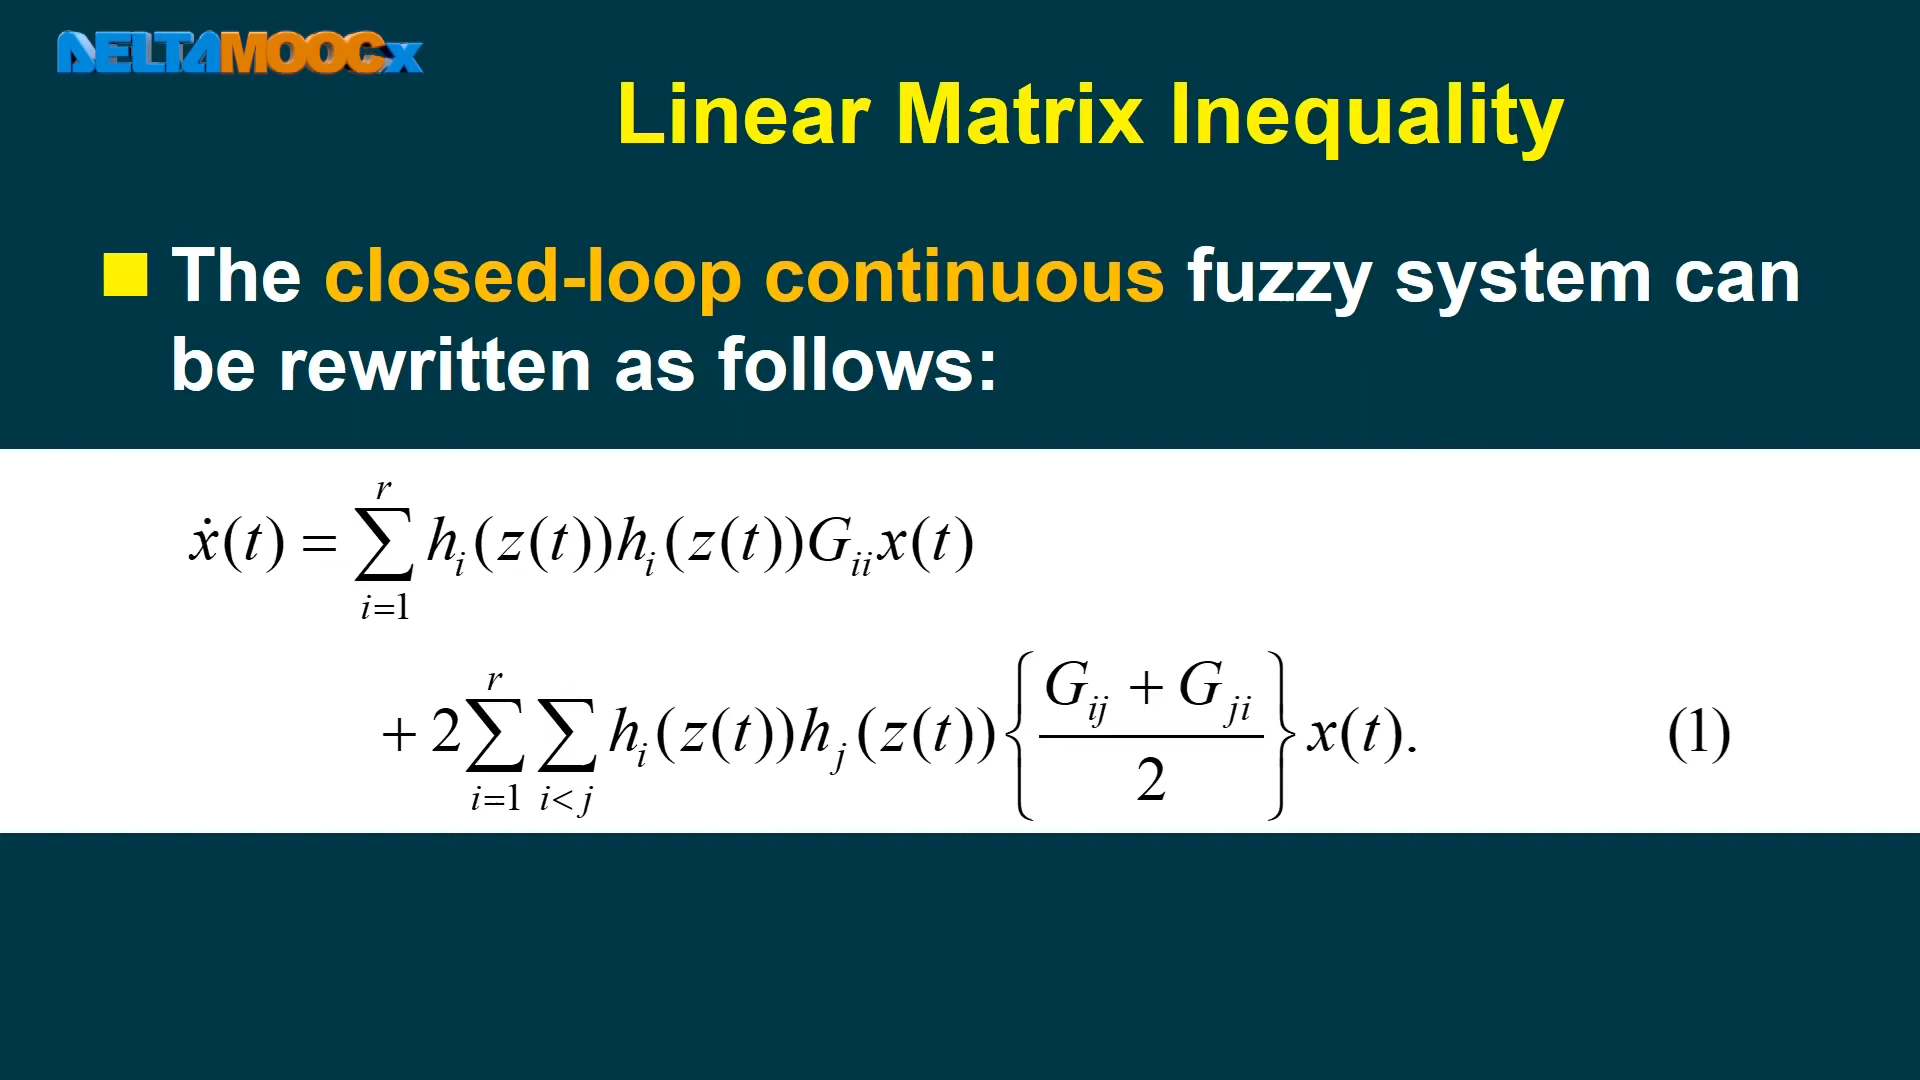 DELTAMOOCx
Linear Matrix Inequality
The closed-loop continuous fuzzy system can
be rewritten as follows:
ẋ(t) = ∑_{i=1}^{r} h_i(z(t))h_i(z(t))G_{ii}x(t)
+ 2∑_{i=1}^{r} ∑_{i<j} h_i(z(t))h_j(z(t)){(G_{ij} + G_{ji})/2}x(t). (1)